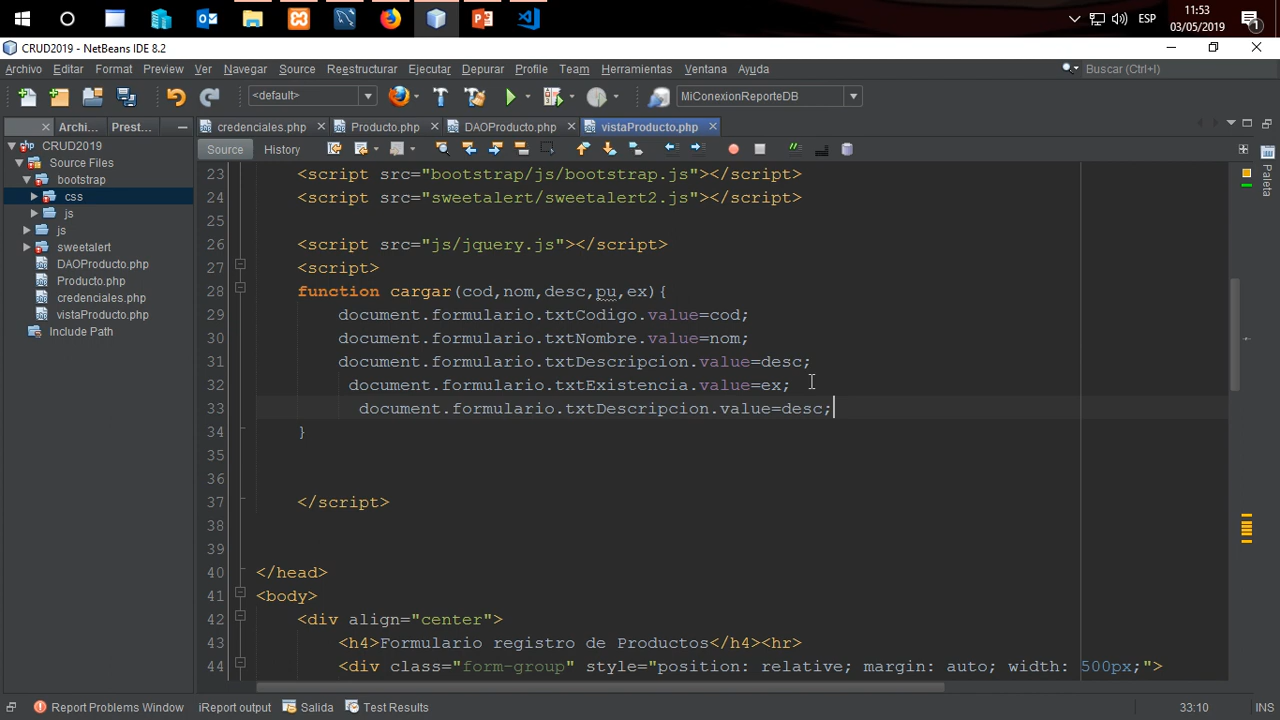 ESP
11:53
03/05/2019
1
CRUD2019 - NetBeans IDE 8.2
Archivo Editar Format Preview Ver Navegar Source Reestructurar Ejecutar Depurar Profile Team Herramientas Ventana Ayuda
Buscar (Ctrl+I)
<default>
MiConexionReporteDB
Archi... Prest...
credenciales.php Producto.php DAOProducto.php vistaProducto.php
Source History
Paleta
CRUD2019
Source Files
bootstrap
css
js
js
sweetalert
DAOProducto.php
Producto.php
credenciales.php
vistaProducto.php
Include Path
23 <script src="bootstrap/js/bootstrap.js"></script>
24 <script src="sweetalert/sweetalert2.js"></script>
25
26 <script src="js/jquery.js"></script>
27 <script>
28 function cargar(cod,nom,desc,pu,ex){
29 document.formulario.txtCodigo.value=cod;
30 document.formulario.txtNombre.value=nom;
31 document.formulario.txtDescripcion.value=desc;
32 document.formulario.txtExistencia.value=ex;
33 document.formulario.txtDescripcion.value=desc;
34 }
35
36
37 </script>
38
39
40 </head>
41 <body>
42 <div align="center">
43 <h4>Formulario registro de Productos</h4><hr>
44 <div class="form-group" style="position: relative; margin: auto; width: 500px;">
Report Problems Window iReport output Salida Test Results
33:10 INS